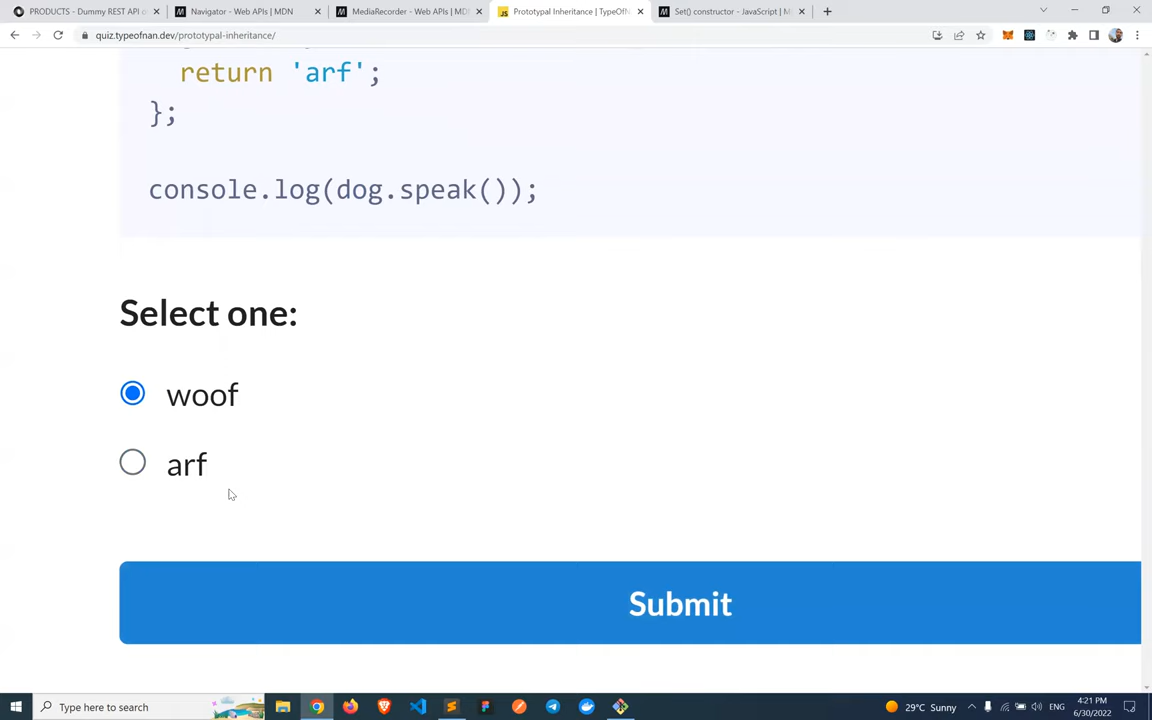 PRODUCTS - Dummy REST API
Navigator - Web APIs | MDN
MediaRecorder - Web APIs | MDN
Prototypal Inheritance | TypeOfN
Set() constructor - JavaScript | M
quiz.typeofnan.dev/prototypal-inheritance/
return 'arf';
};
console.log(dog.speak());
Select one:
woof
arf
Submit
Type here to search
29°C Sunny
ENG
4:21 PM
6/30/2022